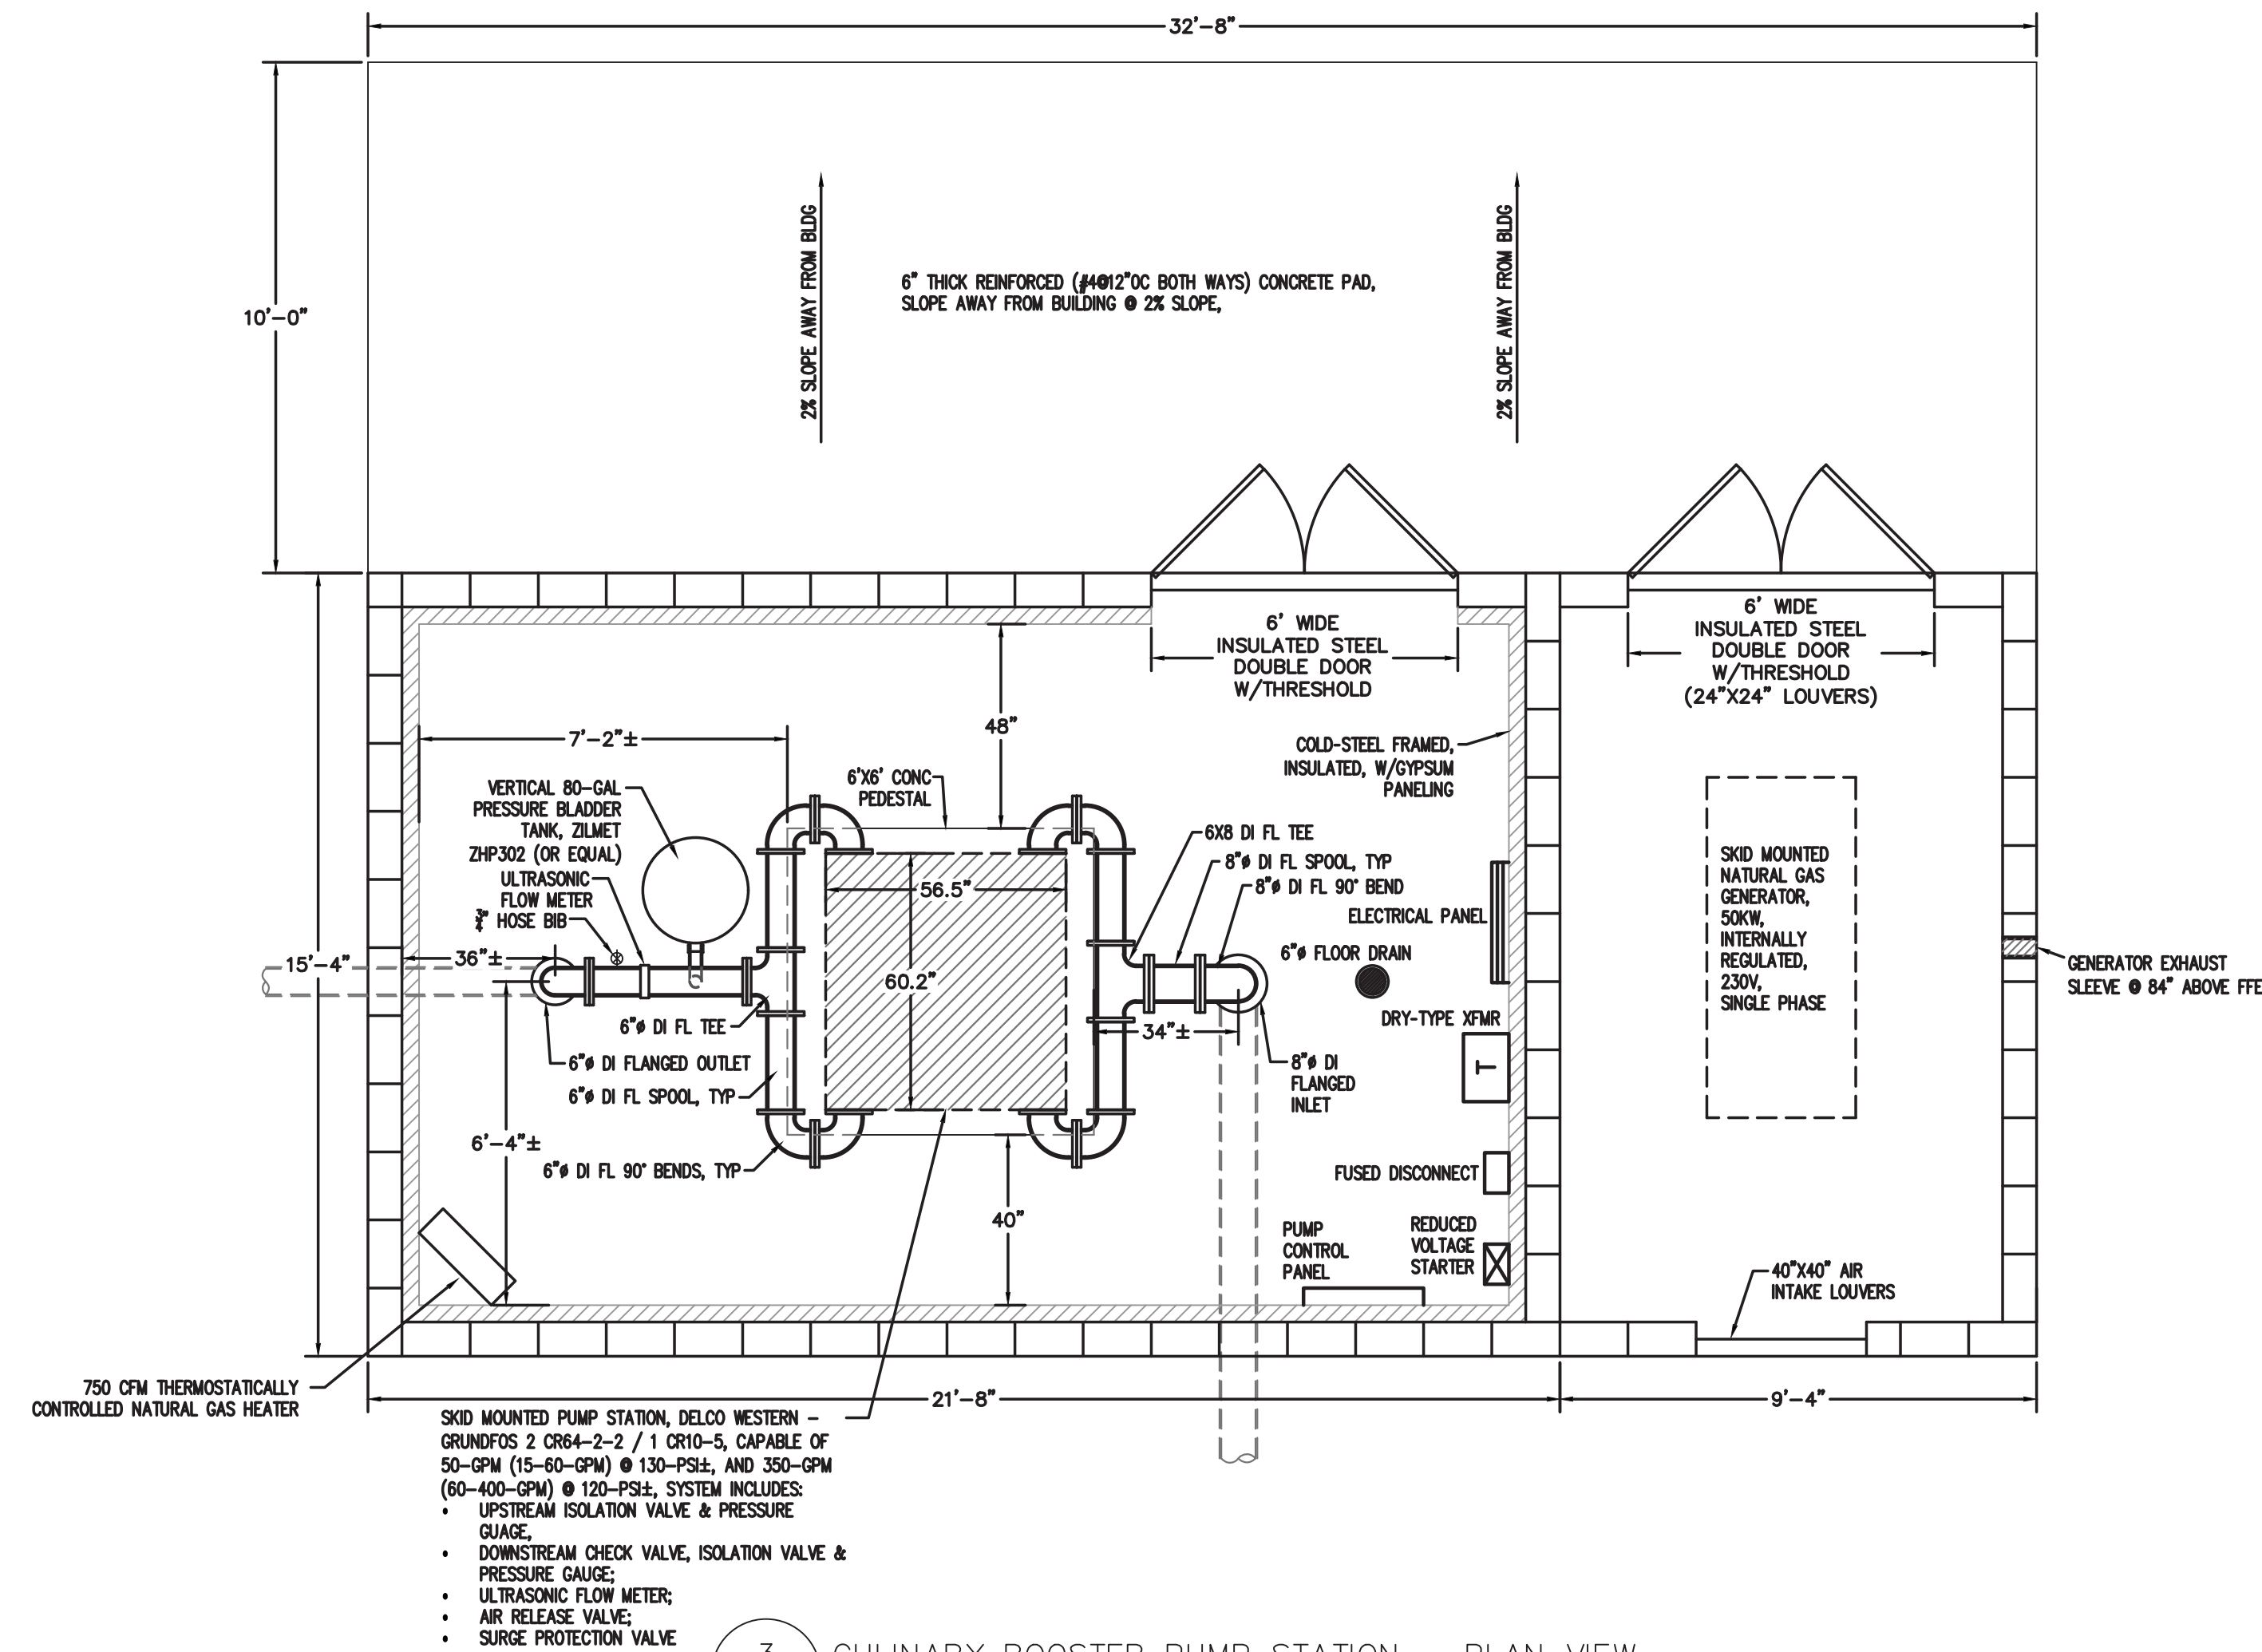 32'-8"
10'-0"
2% SLOPE AWAY FROM BLDG
6" THICK REINFORCED (#4@12"OC BOTH WAYS) CONCRETE PAD,
SLOPE AWAY FROM BUILDING @ 2% SLOPE,
2% SLOPE AWAY FROM BLDG
6' WIDE
INSULATED STEEL
DOUBLE DOOR
W/THRESHOLD
6' WIDE
INSULATED STEEL
DOUBLE DOOR
W/THRESHOLD
(24"X24" LOUVERS)
48"
7'-2"±
COLD-STEEL FRAMED,
INSULATED, W/GYPSUM
PANELING
VERTICAL 80-GAL
PRESSURE BLADDER
TANK, ZILMET
ZHP302 (OR EQUAL)
6'X6' CONC
PEDESTAL
ULTRASONIC
FLOW METER
3/4" HOSE BIB
6X8 DI FL TEE
8"ø DI FL SPOOL, TYP
8"ø DI FL 90° BEND
56.5"
60.2"
ELECTRICAL PANEL
6"ø FLOOR DRAIN
SKID MOUNTED
NATURAL GAS
GENERATOR,
50KW,
INTERNALLY
REGULATED,
230V,
SINGLE PHASE
15'-4"
36"±
GENERATOR EXHAUST
SLEEVE @ 84" ABOVE FFE
6"ø DI FL TEE
34"±
DRY-TYPE XFMR
T
6"ø DI FLANGED OUTLET
8"ø DI
FLANGED
INLET
6"ø DI FL SPOOL, TYP
6'-4"±
6"ø DI FL 90° BENDS, TYP
FUSED DISCONNECT
40"
PUMP
CONTROL
PANEL
REDUCED
VOLTAGE
STARTER
40"X40" AIR
INTAKE LOUVERS
750 CFM THERMOSTATICALLY
CONTROLLED NATURAL GAS HEATER
21'-8"
9'-4"
SKID MOUNTED PUMP STATION, DELCO WESTERN -
GRUNDFOS 2 CR64-2-2 / 1 CR10-5, CAPABLE OF
50-GPM (15-60-GPM) @ 130-PSI±, AND 350-GPM
(60-400-GPM) @ 120-PSI±, SYSTEM INCLUDES:
• UPSTREAM ISOLATION VALVE & PRESSURE
GUAGE,
• DOWNSTREAM CHECK VALVE, ISOLATION VALVE &
PRESSURE GAUGE;
• ULTRASONIC FLOW METER;
• AIR RELEASE VALVE;
• SURGE PROTECTION VALVE
3
CULINARY BOOSTER PUMP STATION - PLAN VIEW